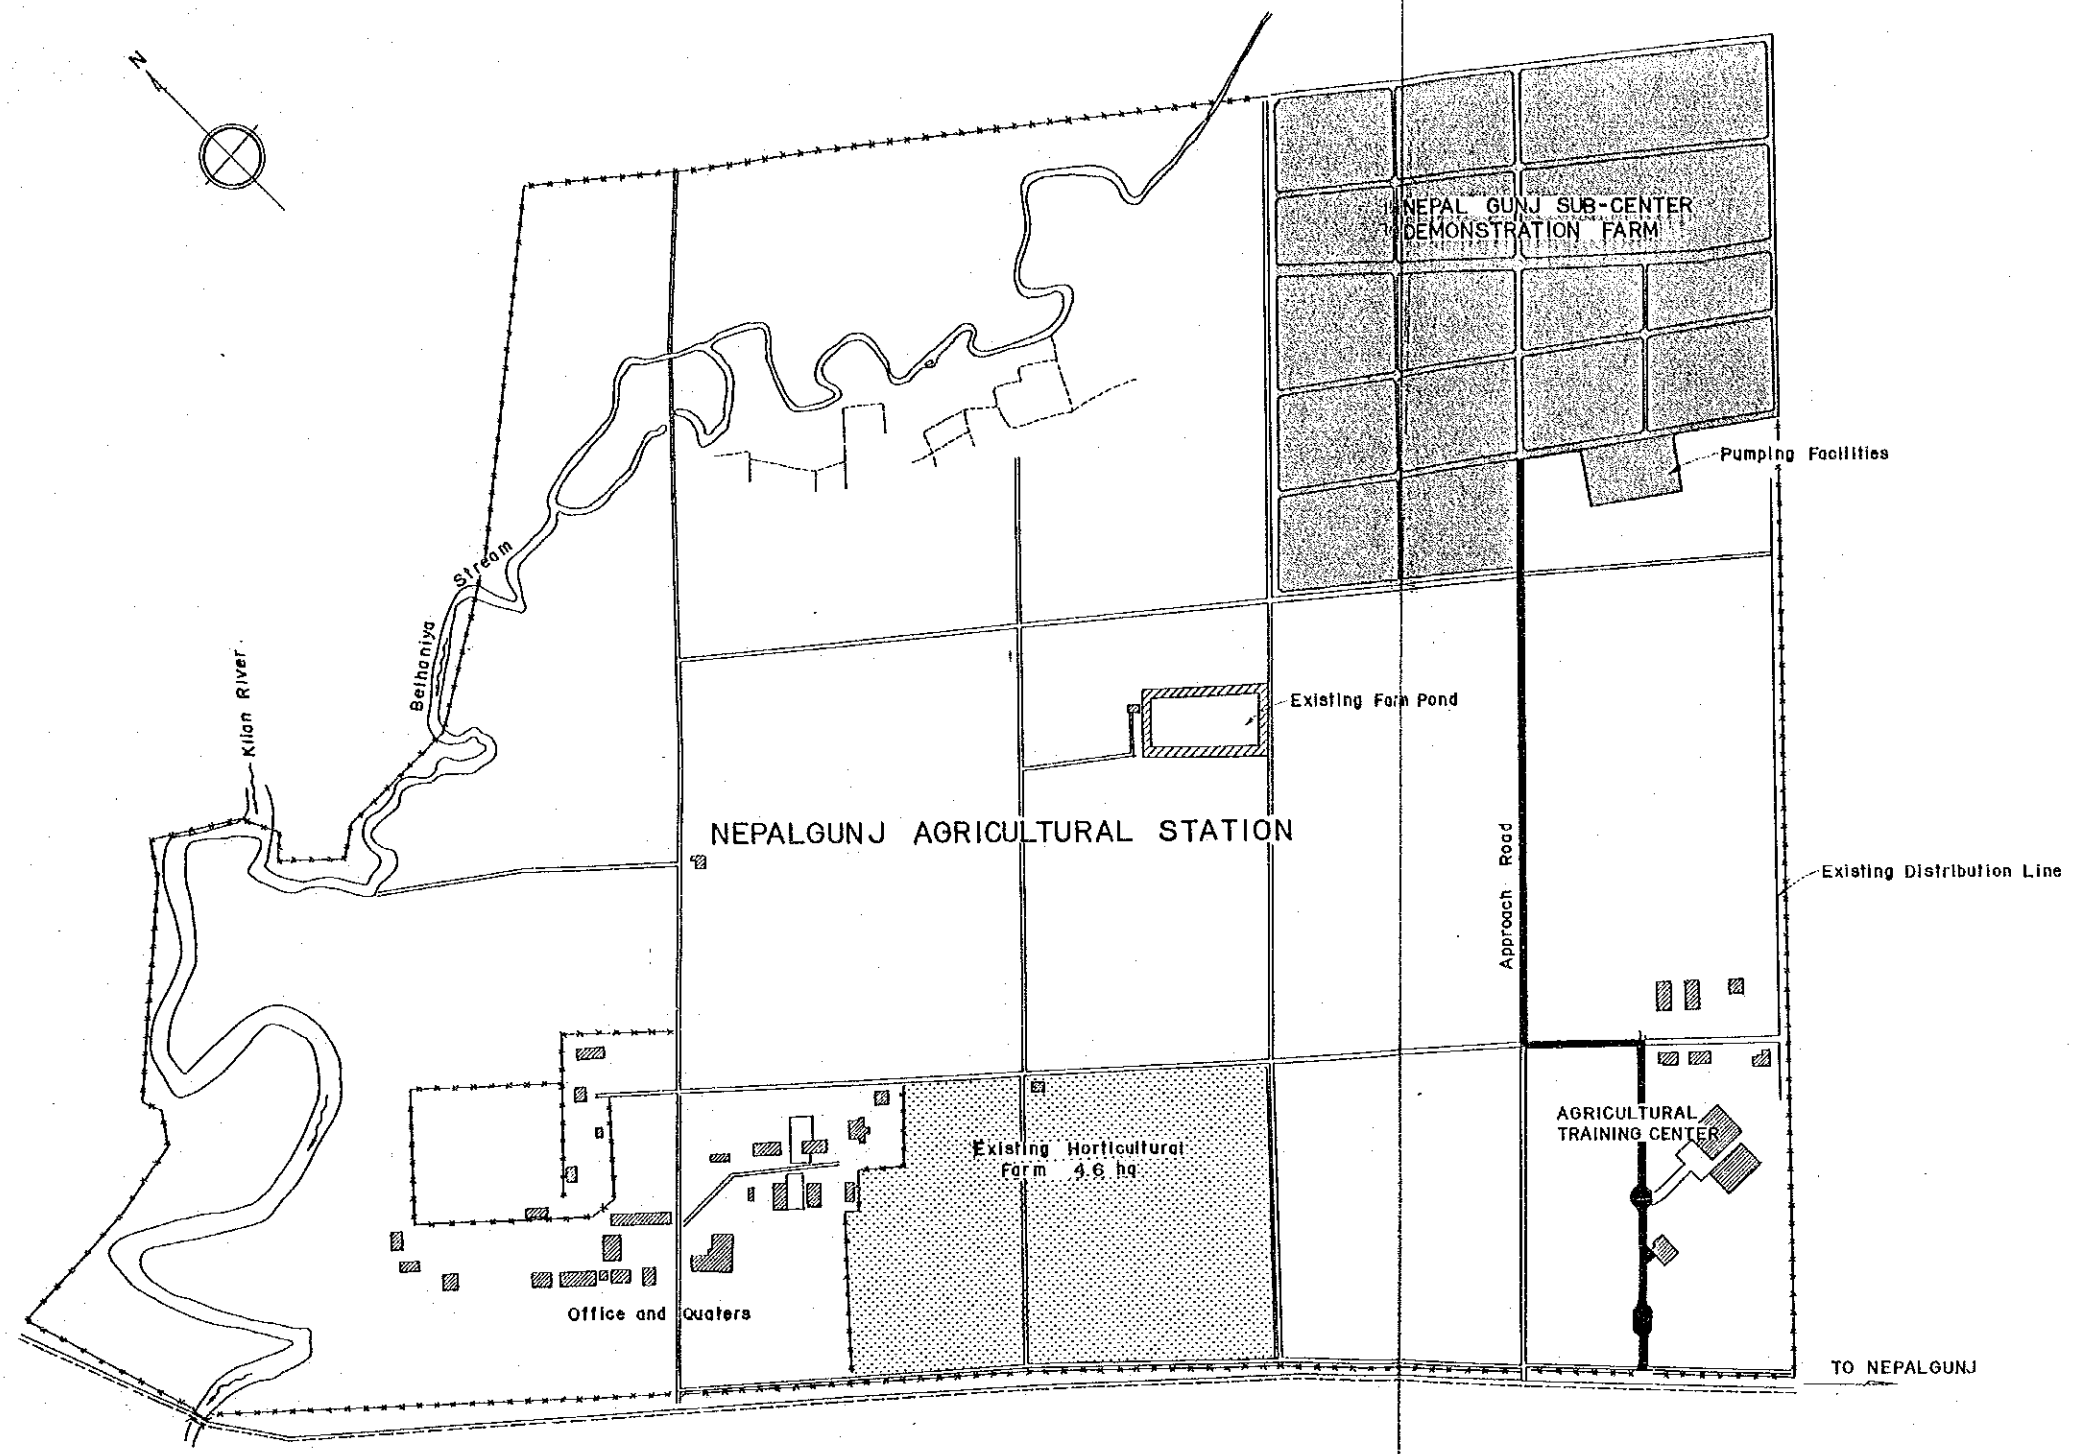 N
NEPAL GUNJ SUB-CENTER
DEMONSTRATION FARM
Pumping Facilities
Stream
Bethaniya
Kiran River
Existing Farm Pond
NEPALGUNJ AGRICULTURAL STATION
Approach Road
Existing Distribution Line
AGRICULTURAL
TRAINING CENTER
Existing Horticultural
Farm 4.6 ha
Office and Quaters
TO NEPALGUNJ